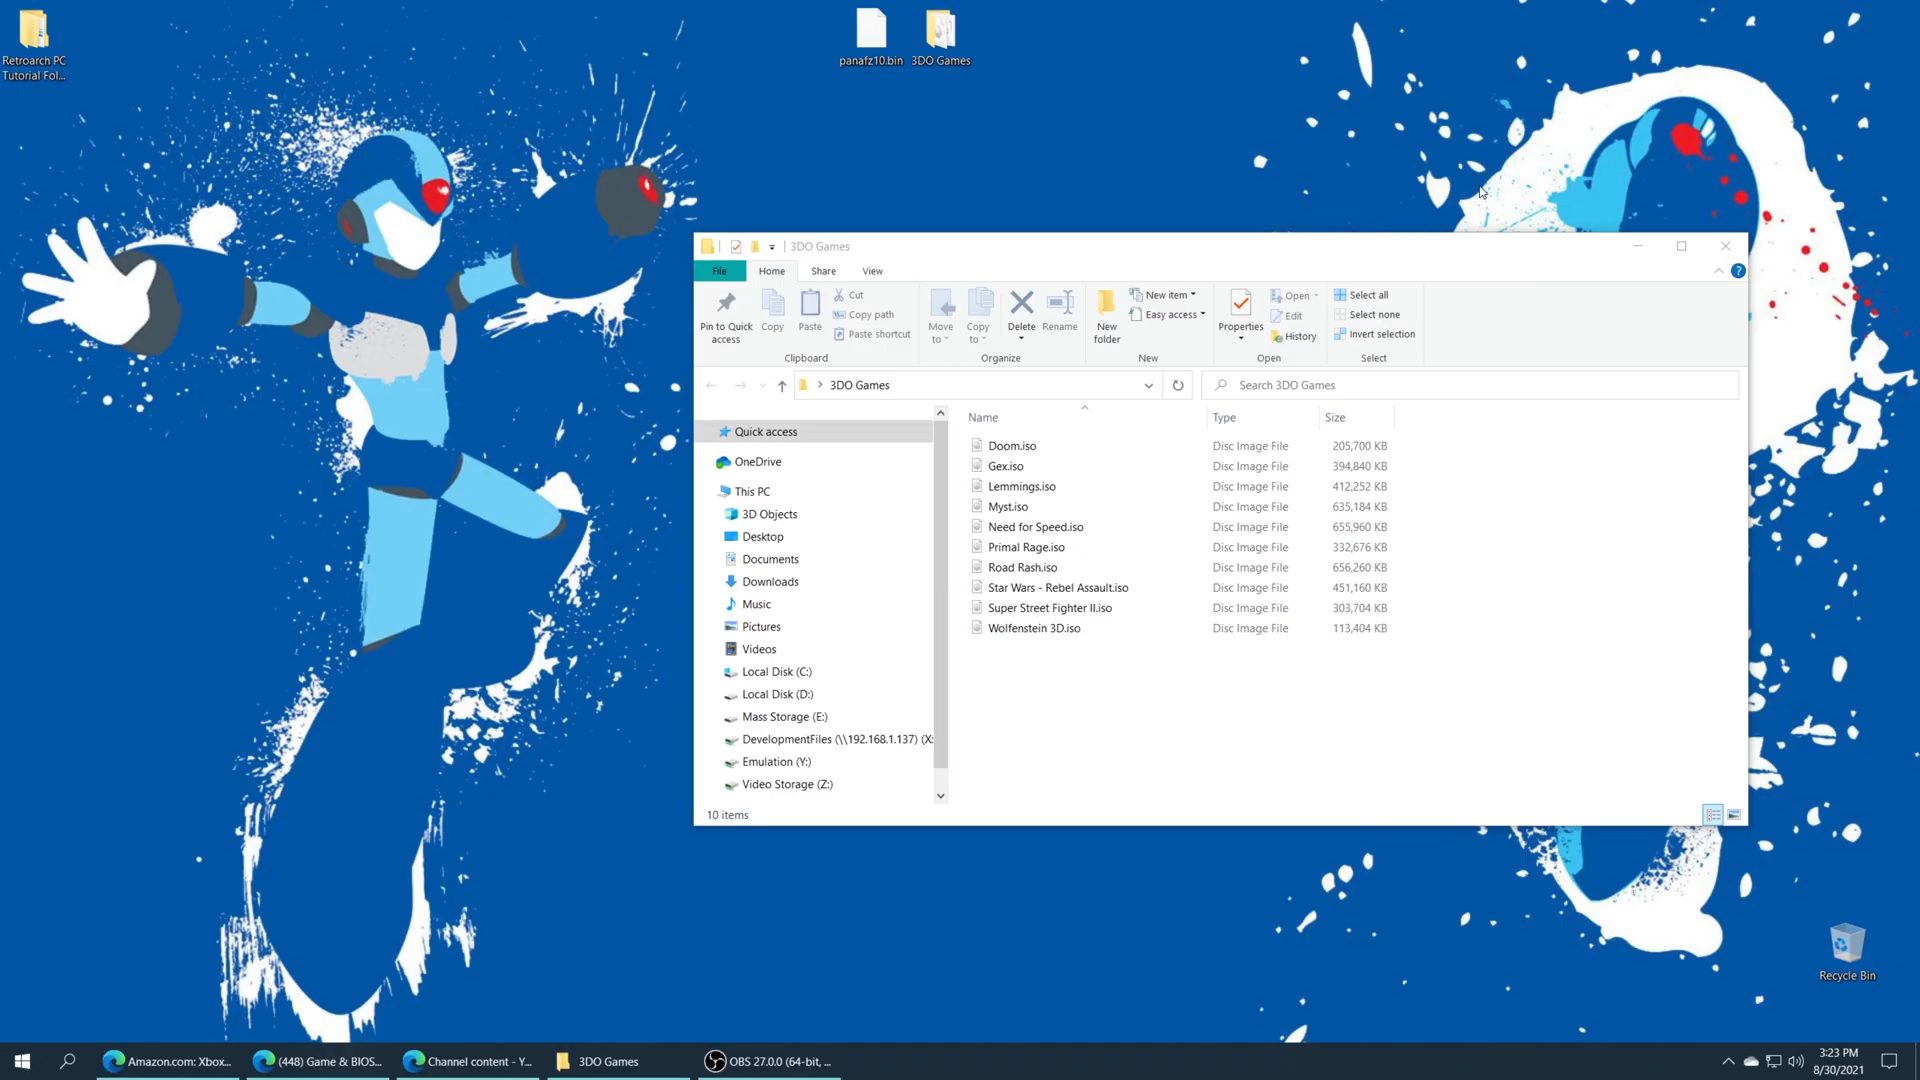 Retroarch PC
Tutorial Fol...
panafz10.bin
3DO Games
3DO Games
File
Home
Share
View
Pin to Quick
access
Copy
Paste
Cut
Copy path
Paste shortcut
Clipboard
Move
to
Copy
to
Delete
Rename
Organize
New
folder
New item
Easy access
New
Properties
Open
Edit
History
Open
Select all
Select none
Invert selection
Select
3DO Games
Search 3DO Games
Quick access
OneDrive
This PC
3D Objects
Desktop
Documents
Downloads
Music
Pictures
Videos
Local Disk (C:)
Local Disk (D:)
Mass Storage (E:)
DevelopmentFiles (\\192.168.1.137) (X:
Emulation (Y:)
Video Storage (Z:)
Name Type Size
Doom.iso Disc Image File 205,700 KB
Gex.iso Disc Image File 394,840 KB
Lemmings.iso Disc Image File 412,252 KB
Myst.iso Disc Image File 635,184 KB
Need for Speed.iso Disc Image File 655,960 KB
Primal Rage.iso Disc Image File 332,676 KB
Road Rash.iso Disc Image File 656,260 KB
Star Wars - Rebel Assault.iso Disc Image File 451,160 KB
Super Street Fighter II.iso Disc Image File 303,704 KB
Wolfenstein 3D.iso Disc Image File 113,404 KB
10 items
Recycle Bin
Amazon.com: Xbox...
(448) Game & BIOS...
Channel content - Y...
3DO Games
OBS 27.0.0 (64-bit, ...
3:23 PM
8/30/2021